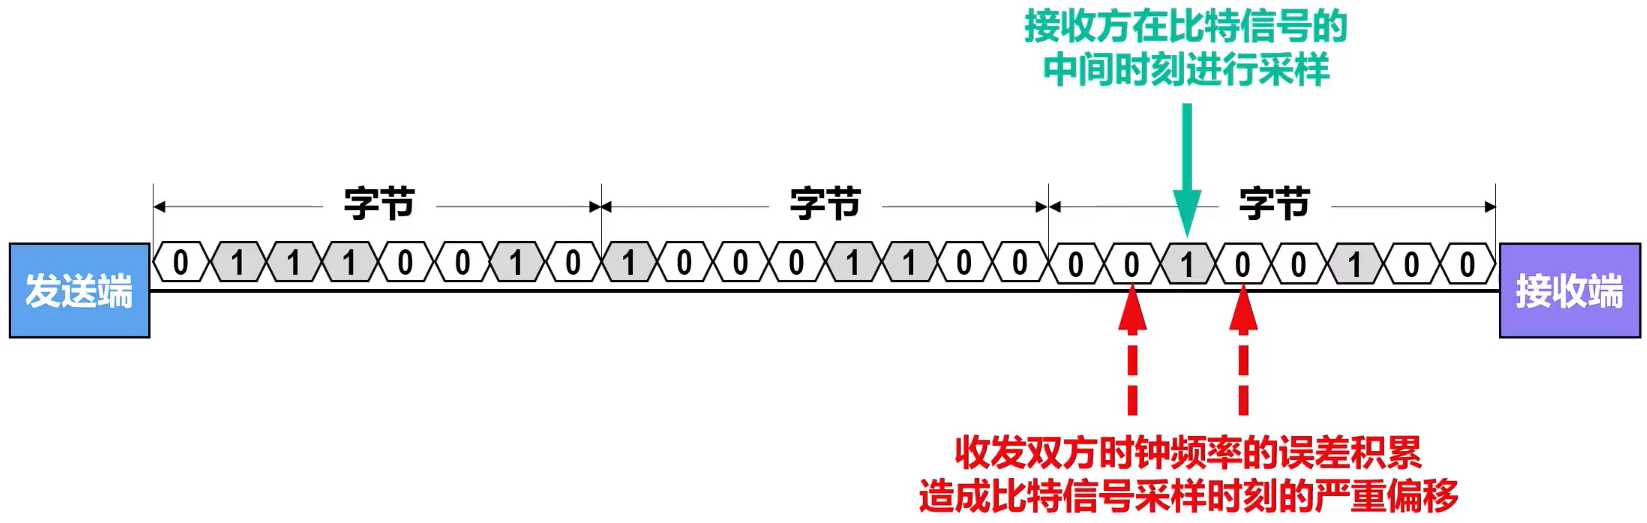 接收方在比特信号的
中间时刻进行采样
字节 字节 字节
发送端 0 1 1 1 0 0 1 0 1 0 0 0 1 1 0 0 0 0 1 0 0 1 0 0 接收端
收发双方时钟频率的误差积累
造成比特信号采样时刻的严重偏移